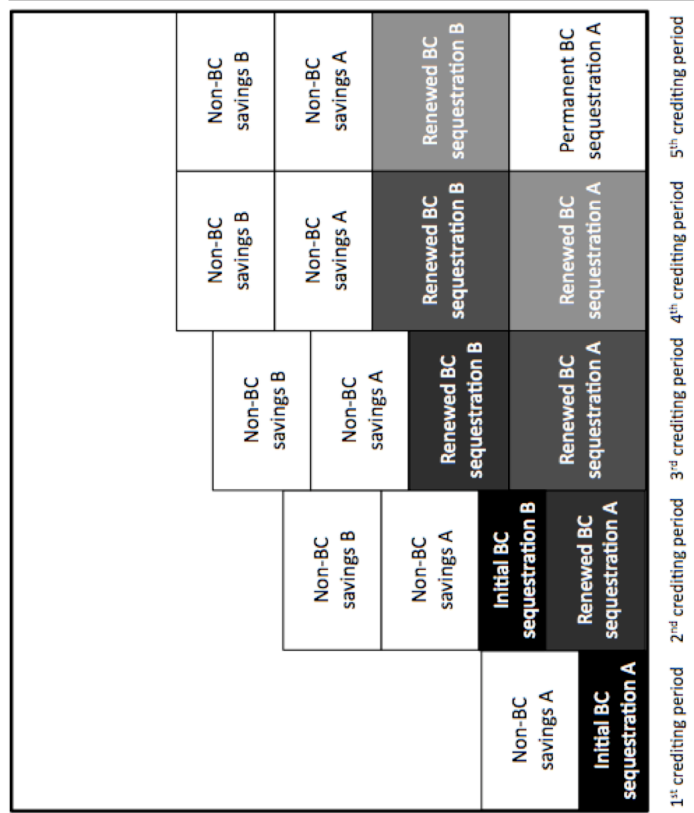 Non-BC
savings A
Initial BC
sequestration A
Non-BC
savings B
Non-BC
savings A
Initial BC
sequestration B
Renewed BC
sequestration A
Non-BC
savings B
Non-BC
savings A
Renewed BC
sequestration B
Renewed BC
sequestration A
Non-BC
savings B
Non-BC
savings A
Renewed BC
sequestration B
Renewed BC
sequestration A
Non-BC
savings B
Non-BC
savings A
Renewed BC
sequestration B
Permanent BC
sequestration A
1st crediting period 2nd crediting period 3rd crediting period 4th crediting period 5th crediting period